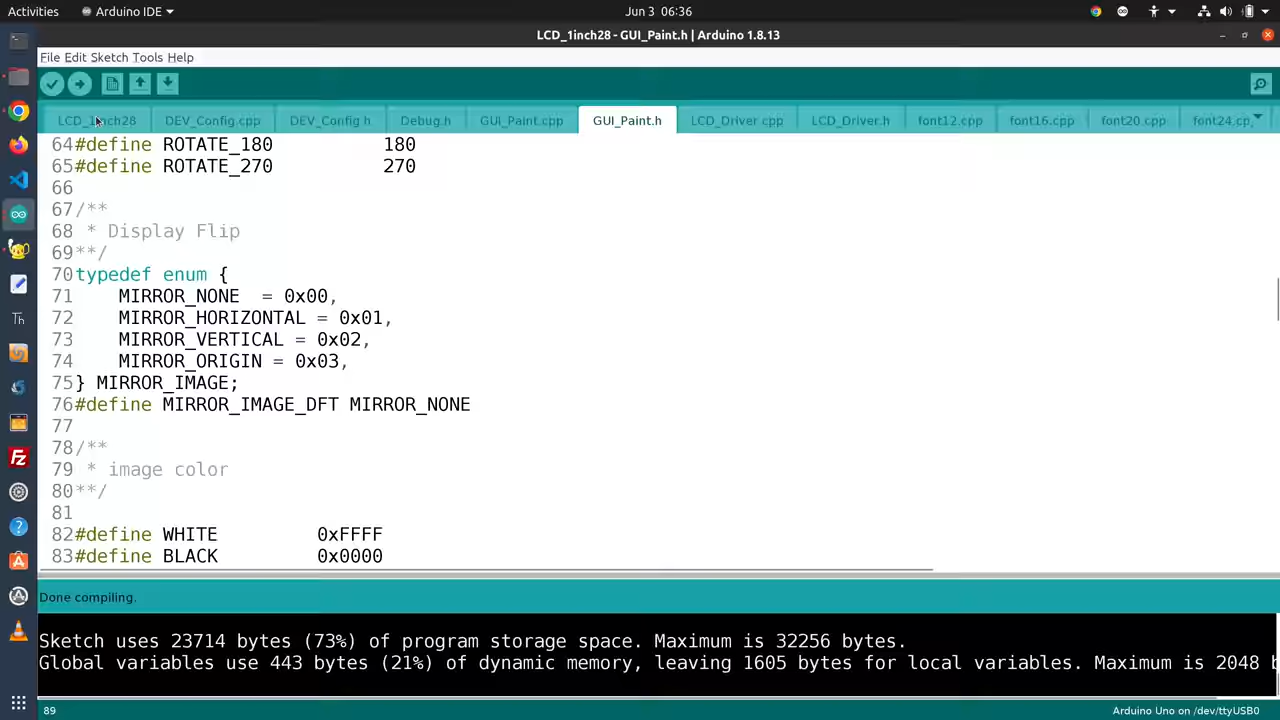 Activities Arduino IDE Jun 3 06:36
LCD_1inch28 - GUI_Paint.h | Arduino 1.8.13
File Edit Sketch Tools Help
LCD_1inch28 DEV_Config.cpp DEV_Config.h Debug.h GUI_Paint.cpp GUI_Paint.h LCD_Driver.cpp LCD_Driver.h font12.cpp font16.cpp font20.cpp font24.cp
64 #define ROTATE_180 180
65 #define ROTATE_270 270
66
67 /**
68 * Display Flip
69 **/
70 typedef enum {
71 MIRROR_NONE = 0x00,
72 MIRROR_HORIZONTAL = 0x01,
73 MIRROR_VERTICAL = 0x02,
74 MIRROR_ORIGIN = 0x03,
75 } MIRROR_IMAGE;
76 #define MIRROR_IMAGE_DFT MIRROR_NONE
77
78 /**
79 * image color
80 **/
81
82 #define WHITE 0xFFFF
83 #define BLACK 0x0000
Done compiling.
Sketch uses 23714 bytes (73%) of program storage space. Maximum is 32256 bytes.
Global variables use 443 bytes (21%) of dynamic memory, leaving 1605 bytes for local variables. Maximum is 2048 b
89 Arduino Uno on /dev/ttyUSB0
Th
Fz